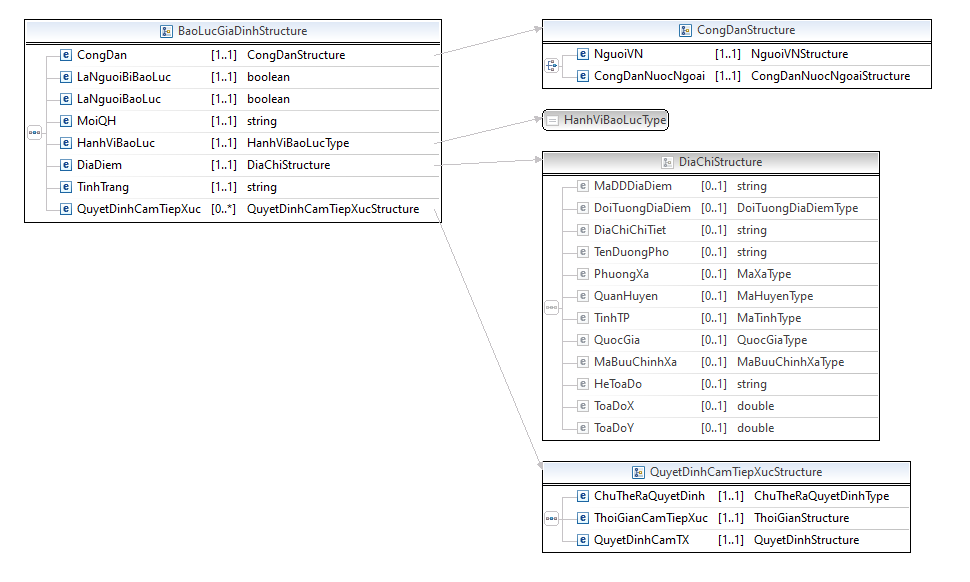 BaoLucGiaDinhStructure
CongDan [1..1] CongDanStructure
LaNguoiBiBaoLuc [1..1] boolean
LaNguoiBaoLuc [1..1] boolean
MoiQH [1..1] string
HanhViBaoLuc [1..1] HanhViBaoLucType
DiaDiem [1..1] DiaChiStructure
TinhTrang [1..1] string
QuyetDinhCamTiepXuc [0..*] QuyetDinhCamTiepXucStructure
CongDanStructure
NguoiVN [1..1] NguoiVNStructure
CongDanNuocNgoai [1..1] CongDanNuocNgoaiStructure
HanhViBaoLucType
DiaChiStructure
MaDDDiaDiem [0..1] string
DoiTuongDiaDiem [0..1] DoiTuongDiaDiemType
DiaChiChiTiet [0..1] string
TenDuongPho [0..1] string
PhuongXa [0..1] MaXaType
QuanHuyen [0..1] MaHuyenType
TinhTP [0..1] MaTinhType
QuocGia [0..1] QuocGiaType
MaBuuChinhXa [0..1] MaBuuChinhXaType
HeToaDo [0..1] string
ToaDoX [0..1] double
ToaDoY [0..1] double
QuyetDinhCamTiepXucStructure
ChuTheRaQuyetDinh [1..1] ChuTheRaQuyetDinhType
ThoiGianCamTiepXuc [1..1] ThoiGianStructure
QuyetDinhCamTX [1..1] QuyetDinhStructure